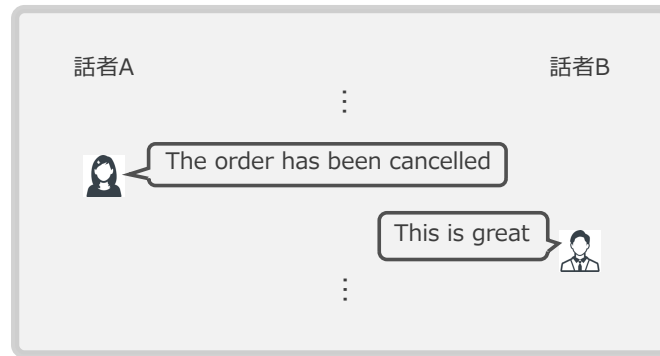 話者A
話者B
⋮
The order has been cancelled
This is great
⋮